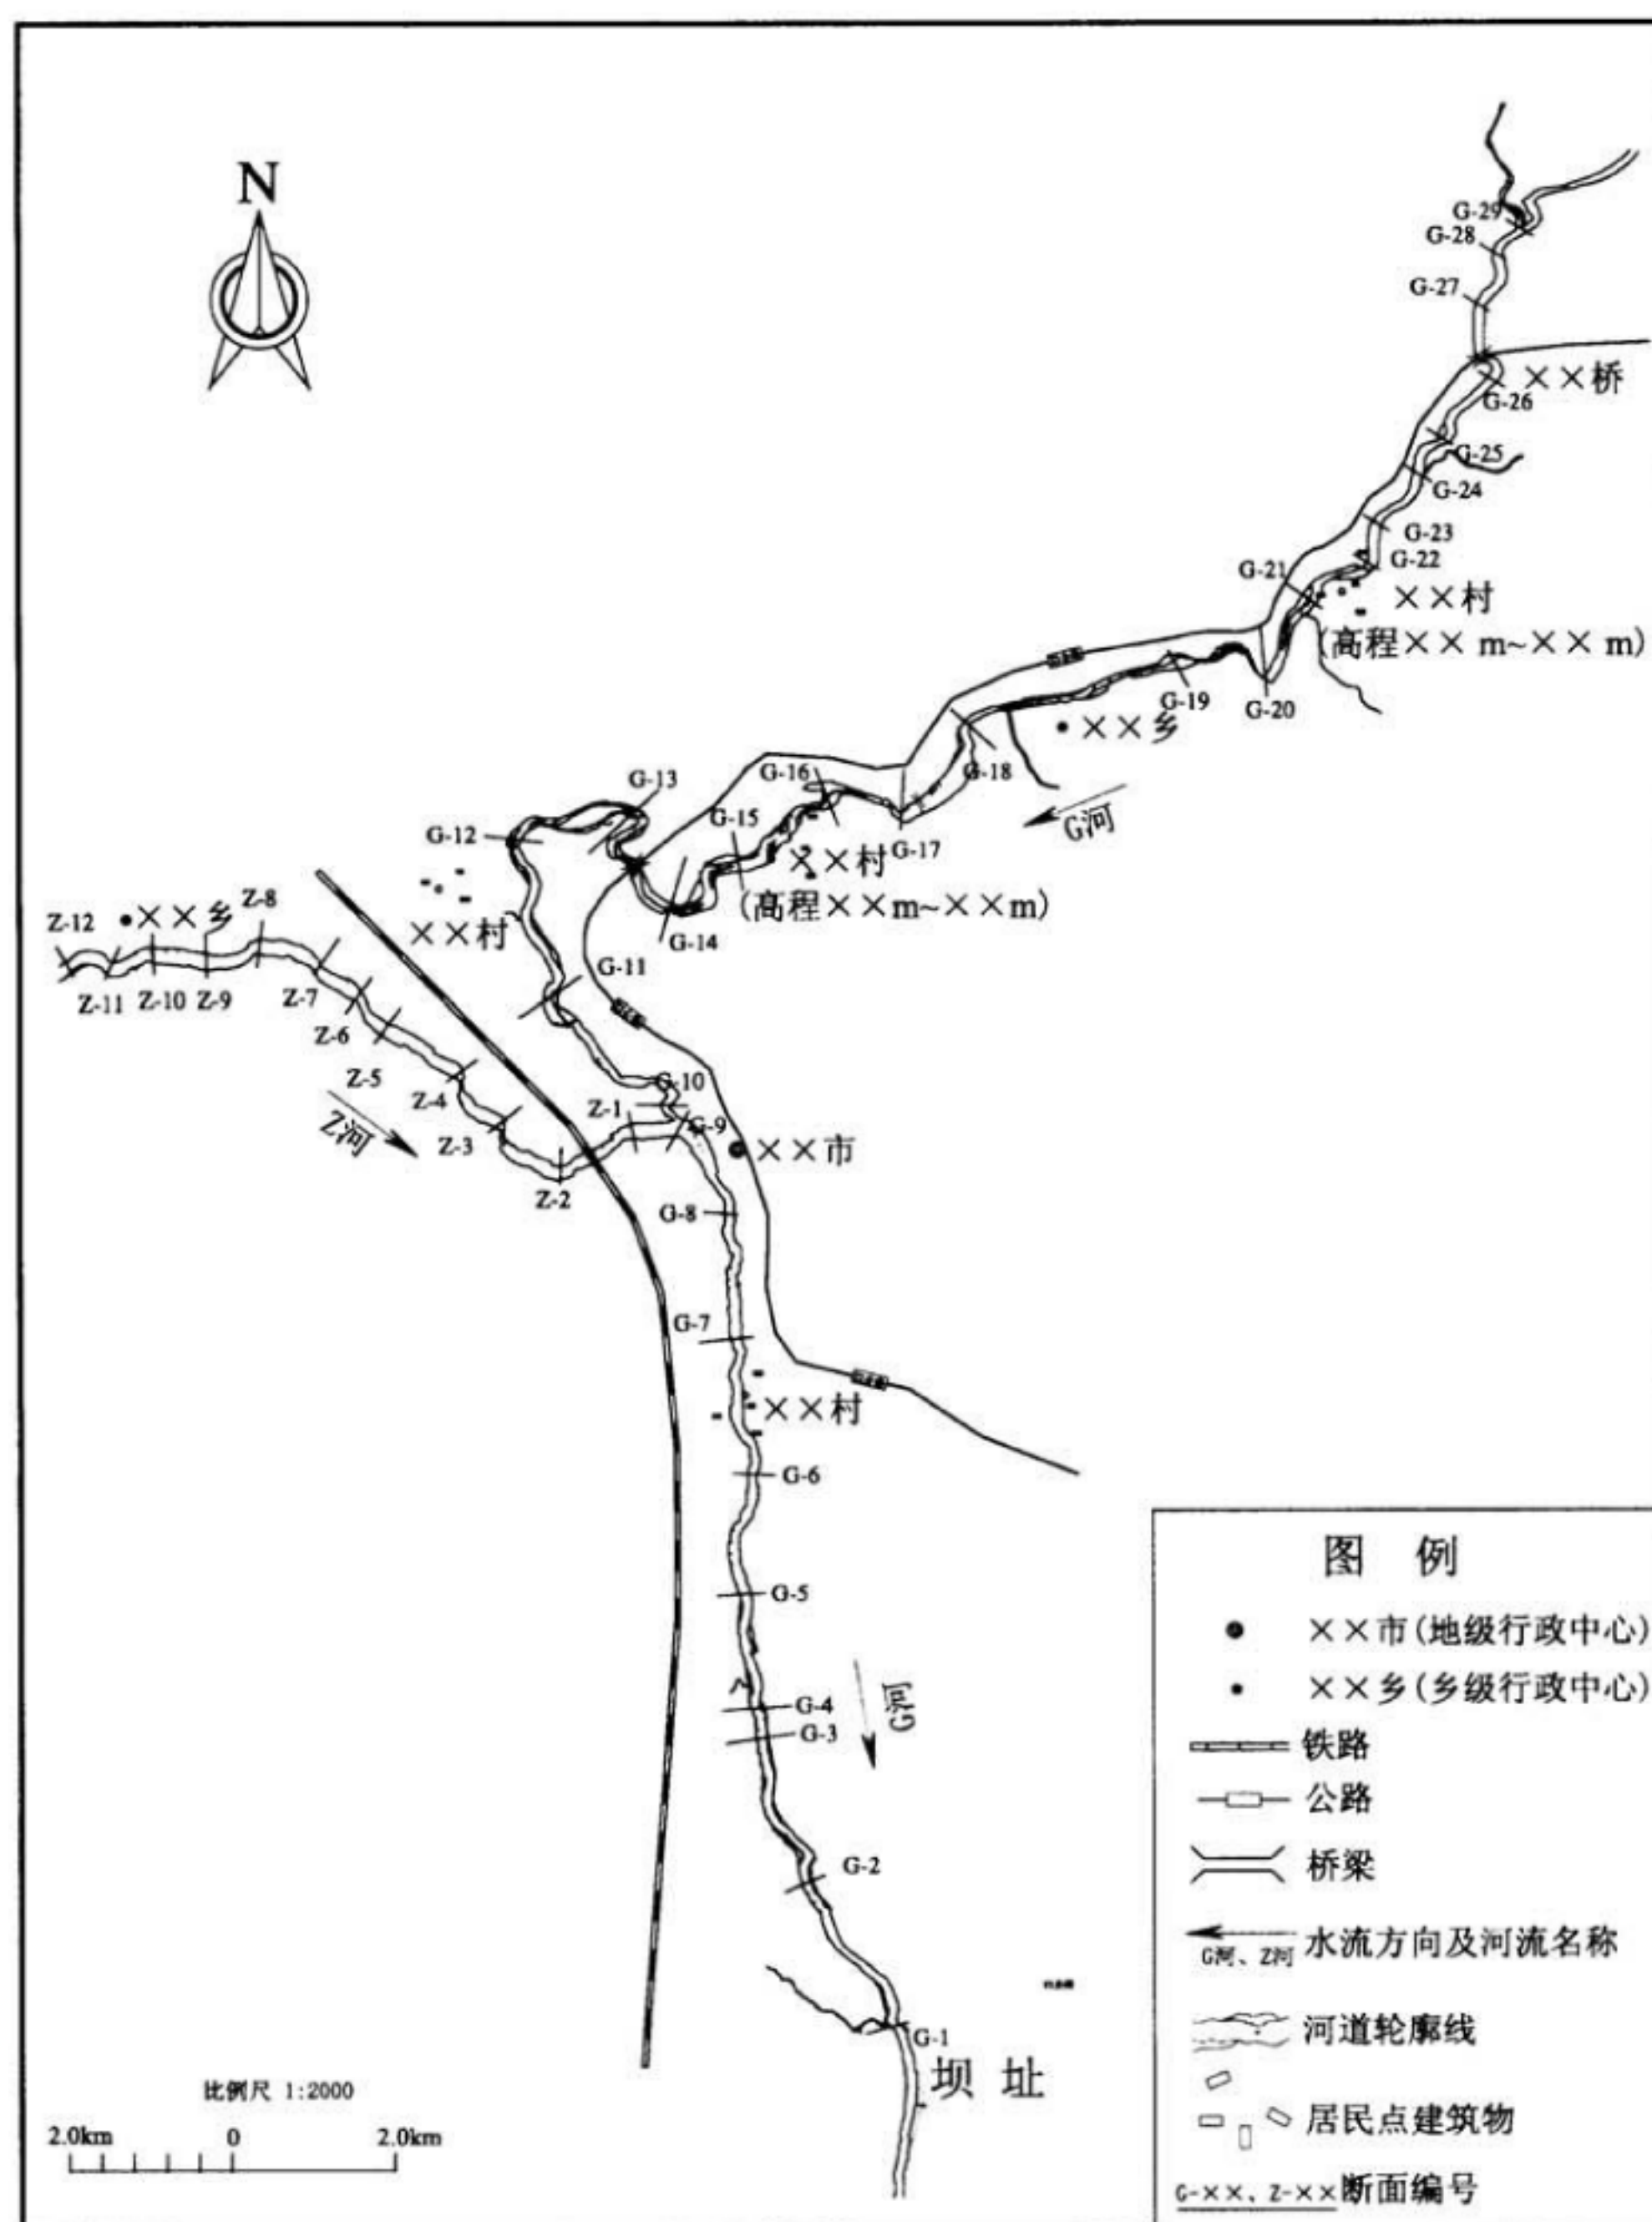 N
G-29
G-28
G-27
××桥
G-26
G-25
G-24
G-23
G-22
G-21
××村
(高程×× m~×× m)
G-19
G-20
××乡
G-18
G河
G-13
G-16
G-12
G-15
G-17
××村
(高程××m~××m)
G-14
Z-8
Z-12
××乡
××村
G-11
Z-11
Z-10
Z-9
Z-7
Z-6
Z-5
Z-4
Z-3
Z河
G-10
Z-1
G-9
××市
Z-2
G-8
G-7
××村
G-6
G-5
G-4
G-3
G河
G-2
G-1
坝 址
比例尺 1:2000
2.0km 0 2.0km
图 例
××市(地级行政中心)
××乡(乡级行政中心)
铁路
公路
桥梁
G河、Z河 水流方向及河流名称
河道轮廓线
居民点建筑物
G-××、Z-×× 断面编号